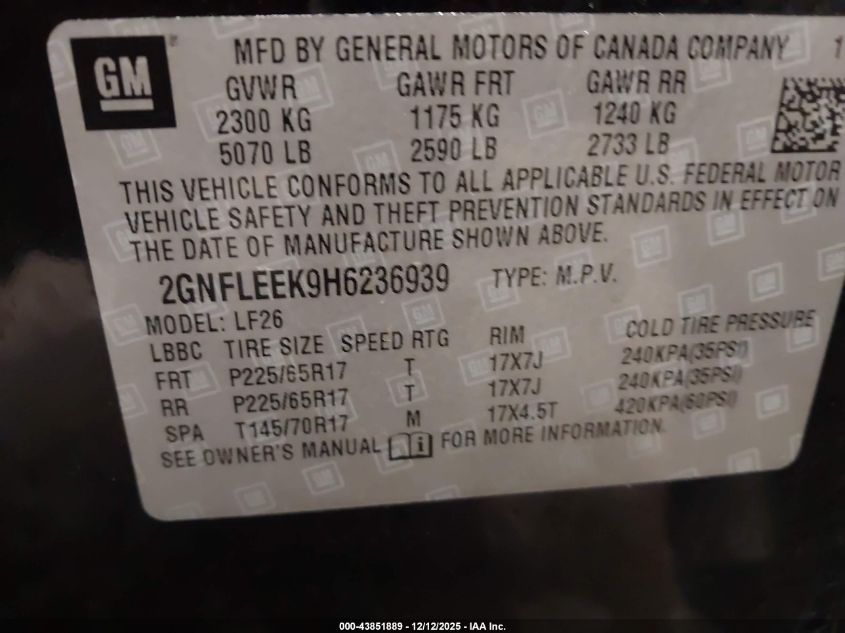 GM
MFD BY GENERAL MOTORS OF CANADA COMPANY 1
GVWR GAWR FRT GAWR RR
2300 KG 1175 KG 1240 KG
5070 LB 2590 LB 2733 LB
THIS VEHICLE CONFORMS TO ALL APPLICABLE U.S. FEDERAL MOTOR
VEHICLE SAFETY AND THEFT PREVENTION STANDARDS IN EFFECT ON
THE DATE OF MANUFACTURE SHOWN ABOVE.
2GNFLEEK9H6236939 TYPE: M.P.V.
MODEL: LF26
LBBC TIRE SIZE SPEED RTG RIM COLD TIRE PRESSURE
FRT P225/65R17 T 17X7J 240KPA(35PSI)
RR P225/65R17 T 17X7J 240KPA(35PSI)
SPA T145/70R17 M 17X4.5T 420KPA(60PSI)
SEE OWNER'S MANUAL i FOR MORE INFORMATION.
000-43851889 - 12/12/2025 - IAA Inc.